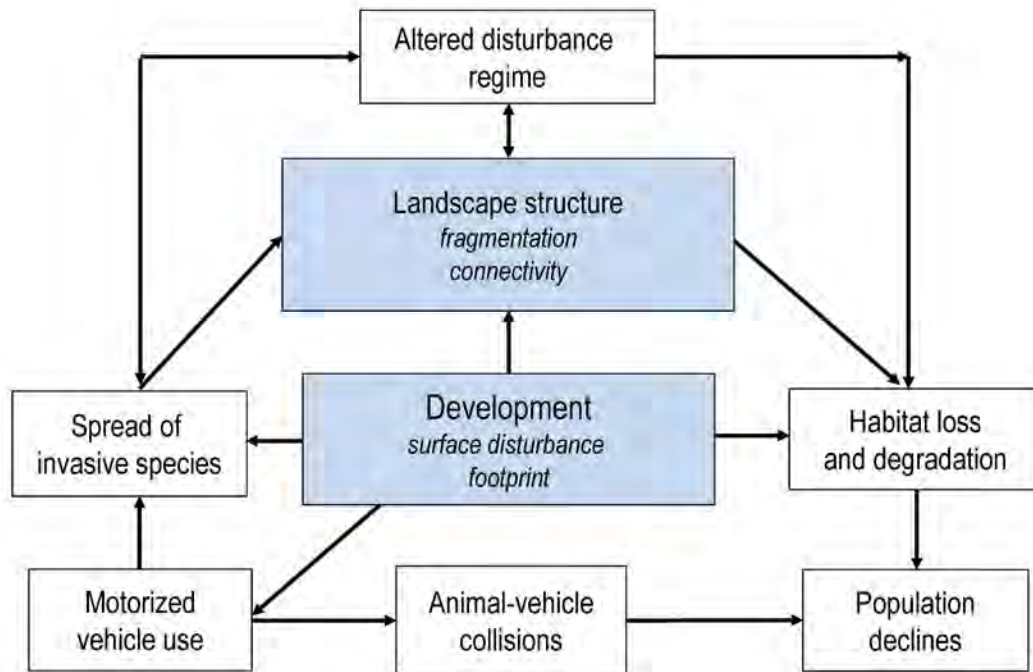 Altered disturbance
regime
Landscape structure
fragmentation
connectivity
Development
surface disturbance
footprint
Spread of
invasive species
Habitat loss
and degradation
Motorized
vehicle use
Animal-vehicle
collisions
Population
declines